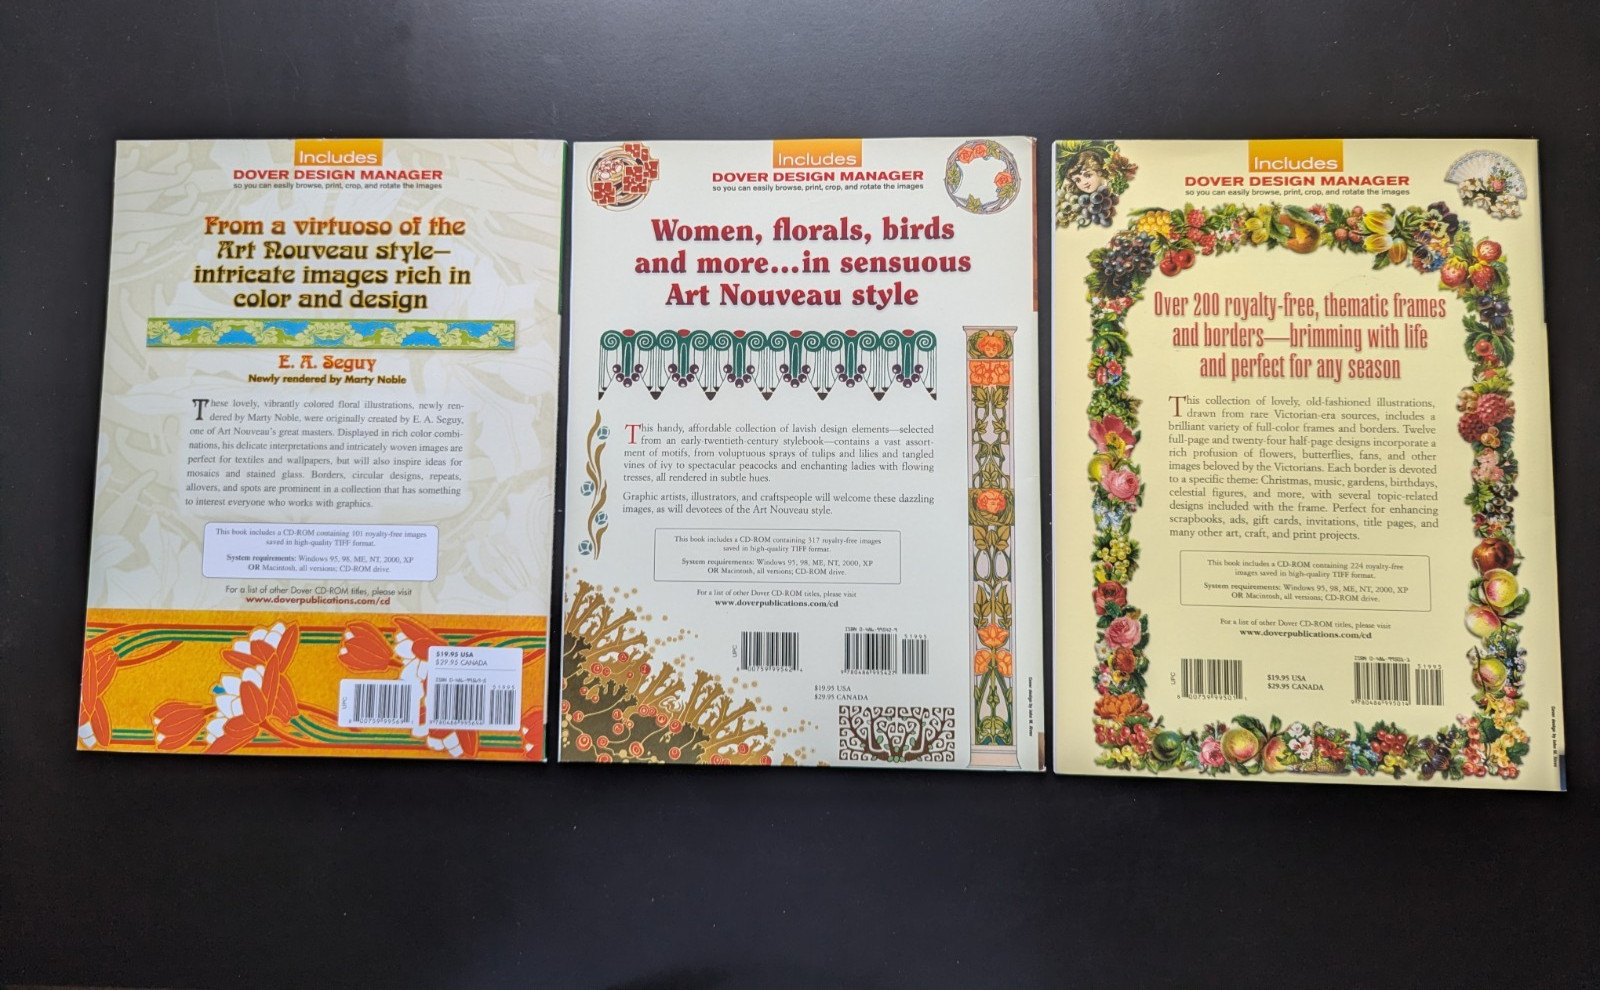 Includes
DOVER DESIGN MANAGER
so you can easily browse, print, crop, and rotate the images
From a virtuoso of the
Art Nouveau style—
intricate images rich in
color and design
E. A. Seguy
Newly rendered by Marty Noble
These lovely, vibrantly colored floral illustrations, newly ren-
dered by Marty Noble, were originally created by E. A. Seguy,
one of Art Nouveau's great masters. Displayed in rich color combi-
nations, his delicate interpretations and intricately woven images are
perfect for textiles and wallpapers, but will also inspire ideas for
mosaics and stained glass. Borders, circular designs, repeats,
allovers, and spots are prominent in a collection that has something
to interest everyone who works with graphics.
This book includes a CD-ROM containing 101 royalty-free images
saved in high-quality TIFF format.
System requirements: Windows 95, 98, ME, NT, 2000, XP
OR Macintosh, all versions; CD-ROM drive.
For a list of other Dover CD-ROM titles, please visit
www.doverpublications.com/cd
$19.95 USA
$29.95 CANADA
UPC
51995
Includes
DOVER DESIGN MANAGER
so you can easily browse, print, crop, and rotate the images
Women, florals, birds
and more...in sensuous
Art Nouveau style
This handy, affordable collection of lavish design elements—selected
from an early-twentieth-century stylebook—contains a vast assort-
ment of motifs, from voluptuous sprays of tulips and lilies and tangled
vines of ivy to spectacular peacocks and enchanting ladies with flowing
tresses, all rendered in subtle hues.
Graphic artists, illustrators, and craftspeople will welcome these dazzling
images, as will devotees of the Art Nouveau style.
This book includes a CD-ROM containing 317 royalty-free images
saved in high-quality TIFF format.
System requirements: Windows 95, 98, ME, NT, 2000, XP
OR Macintosh, all versions; CD-ROM drive.
For a list of other Dover CD-ROM titles, please visit
www.doverpublications.com/cd
ISBN 0-486-99542-9
51995
UPC
8 00759 99542 4
9 780486 995427
$19.95 USA
$29.95 CANADA
Includes
DOVER DESIGN MANAGER
so you can easily browse, print, crop, and rotate the images
Over 200 royalty-free, thematic frames
and borders—brimming with life
and perfect for any season
This collection of lovely, old-fashioned illustrations,
drawn from rare Victorian-era sources, includes a
brilliant variety of full-color frames and borders. Twelve
full-page and twenty-four half-page designs incorporate a
rich profusion of flowers, butterflies, fans, and other
images beloved by the Victorians. Each border is devoted
to a specific theme: Christmas, music, gardens, birthdays,
celestial figures, and more, with several topic-related
designs included with the frame. Perfect for enhancing
scrapbooks, ads, gift cards, invitations, title pages, and
many other art, craft, and print projects.
This book includes a CD-ROM containing 224 royalty-free
images saved in high-quality TIFF format.
System requirements: Windows 95, 98, ME, NT, 2000, XP
OR Macintosh, all versions; CD-ROM drive.
For a list of other Dover CD-ROM titles, please visit
www.doverpublications.com/cd
51995
UPC
$19.95 USA
$29.95 CANADA
9 780486 995014